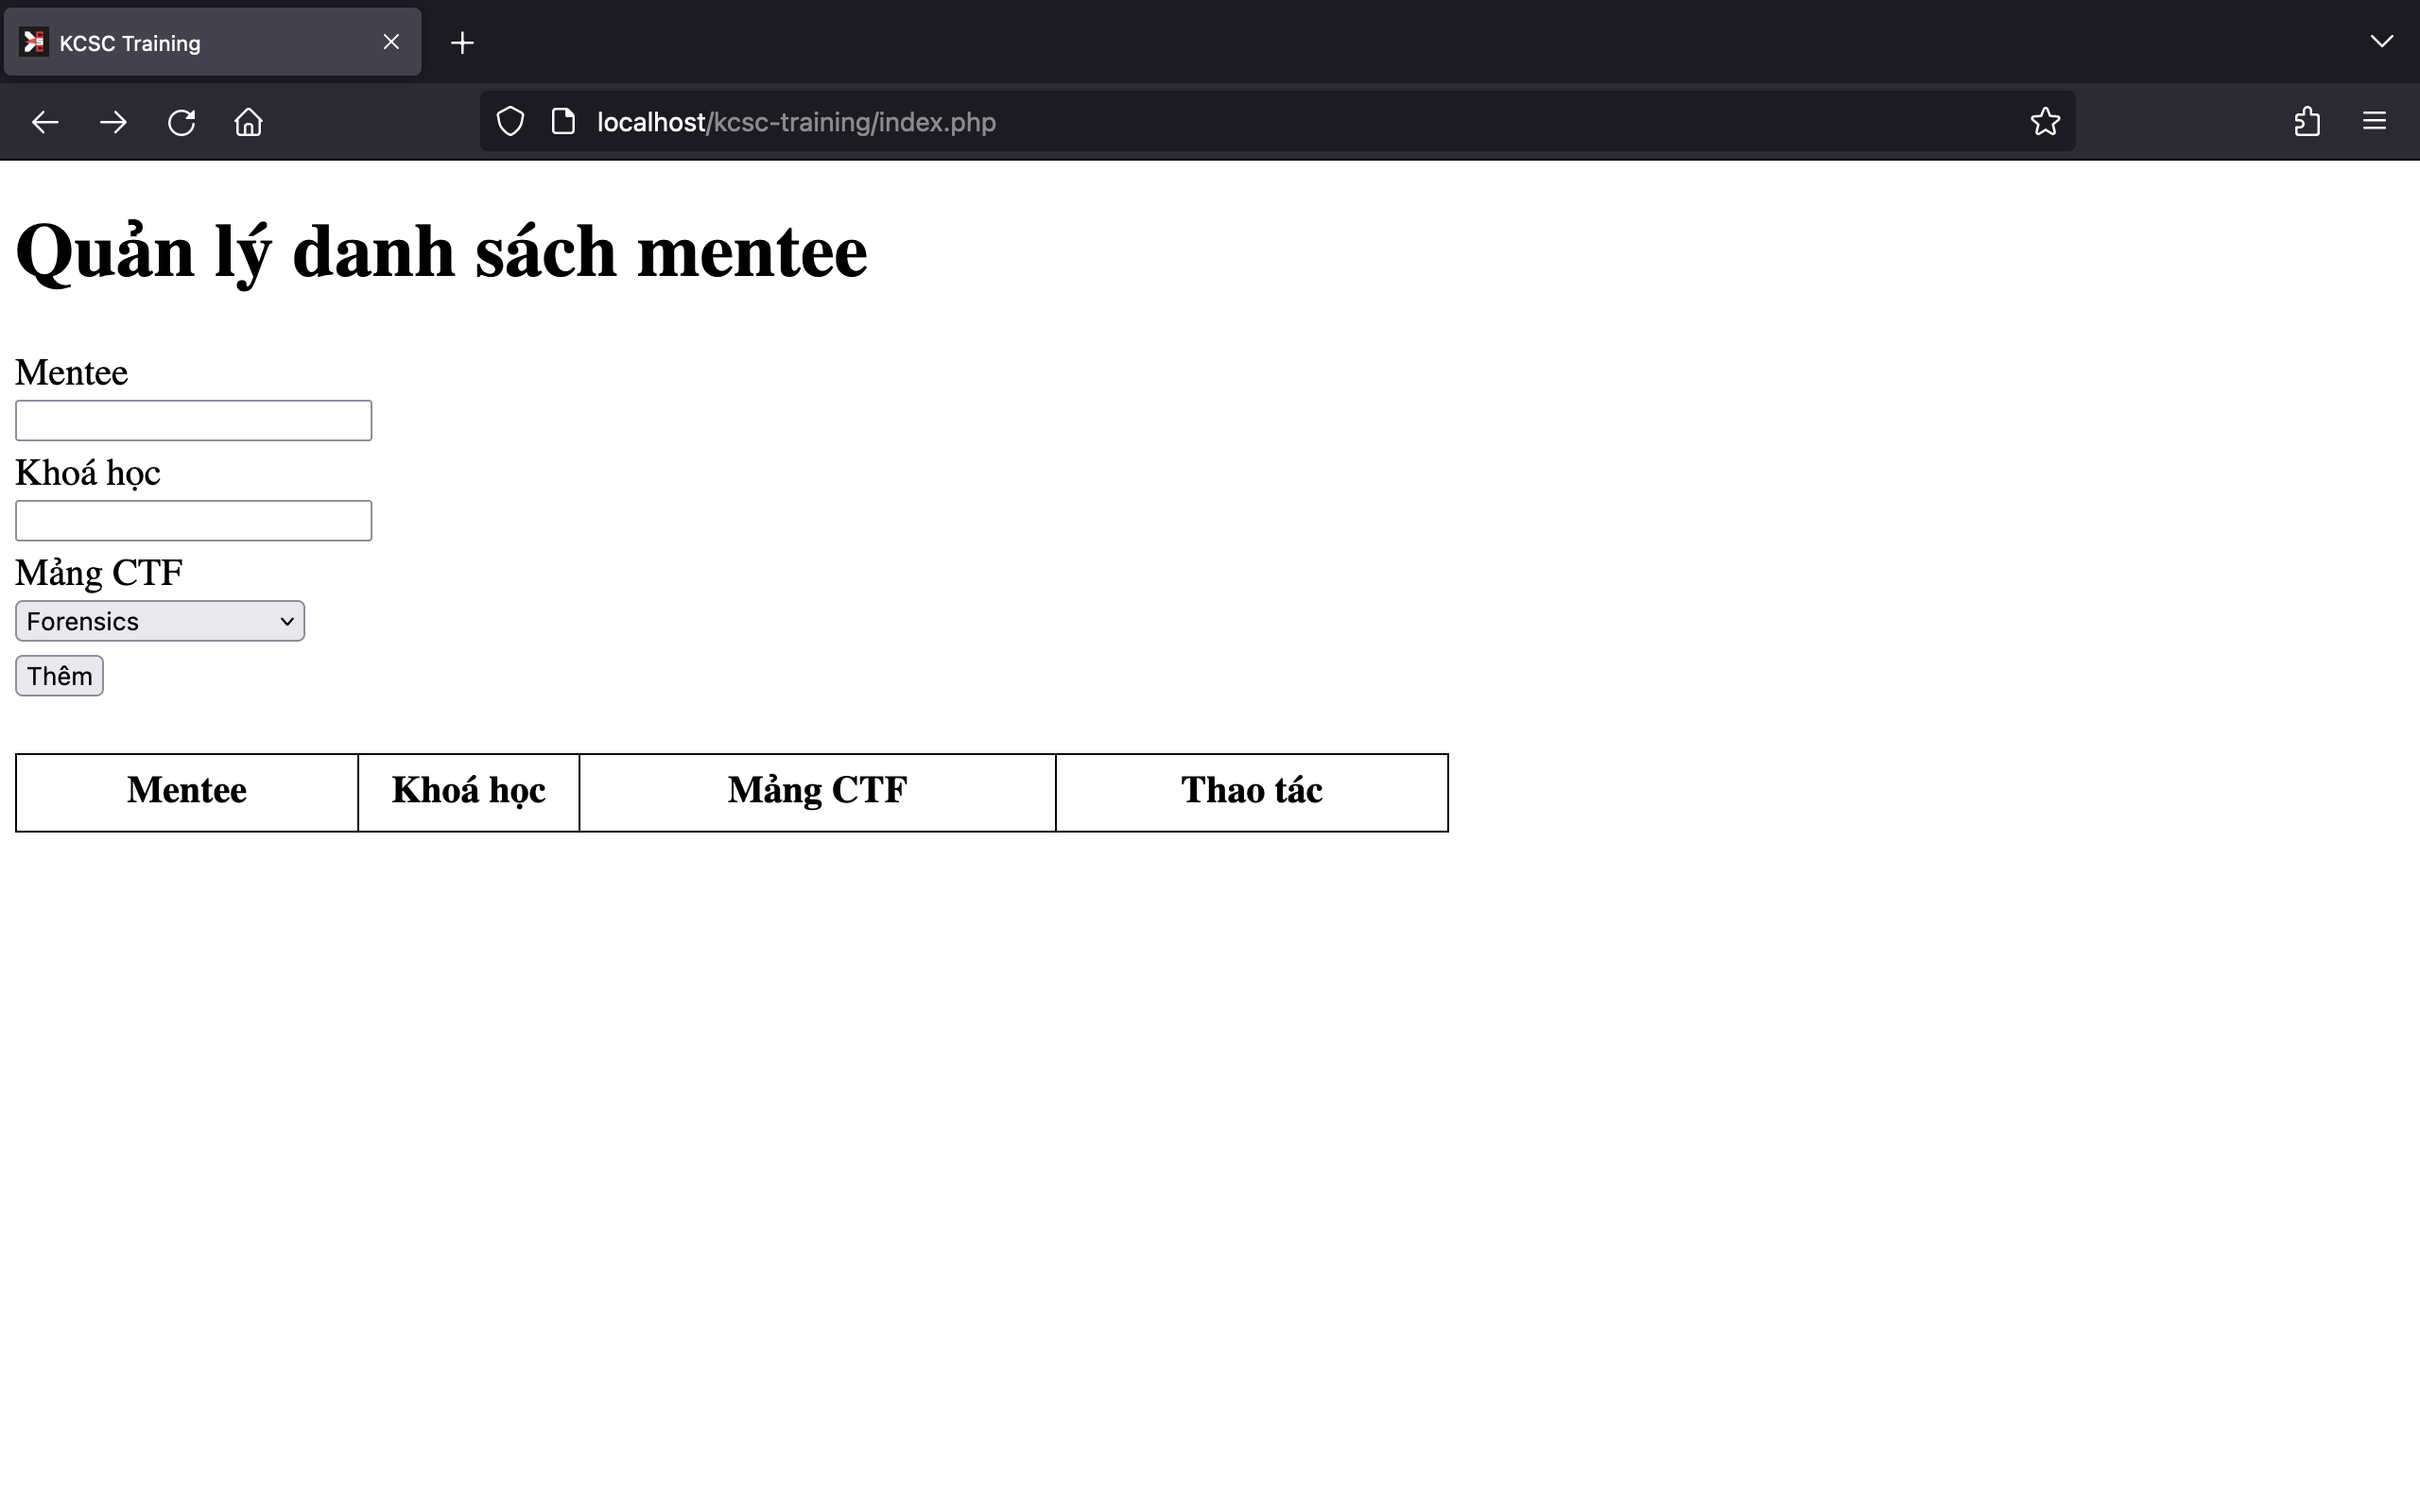 KCSC Training
localhost/kcsc-training/index.php
Quản lý danh sách mentee
Mentee
Khoá học
Mảng CTF
Forensics
Thêm
Mentee Khoá học Mảng CTF Thao tác